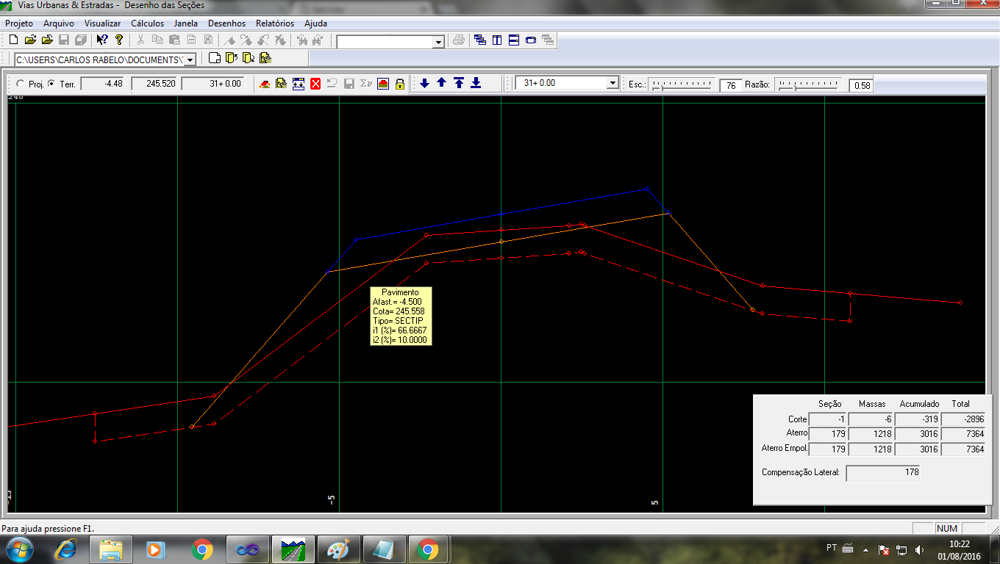 Vias Urbanas & Estradas - Desenho das Seções
Projeto Arquivo Visualizar Cálculos Janela Desenhos Relatórios Ajuda
C:\USERS\CARLOS RABELO\DOCUMENTS\
Proj. Terr. -4.48 245.520 31+ 0.00 Σν 31+ 0.00 Esc.: 76 Razão: 0.58
246
Pavimento
Afast.= -4.500
Cota= 245.558
Tipo= SECTIP
i1 (%)= 66.6667
i2 (%)= 10.0000
-5
5
Seção Massas Acumulado Total
Corte -1 -6 -319 -2896
Aterro 179 1218 3016 7364
Aterro Empol. 179 1218 3016 7364
Compensação Lateral: 178
Para ajuda pressione F1.
NUM
PT
10:22
01/08/2016